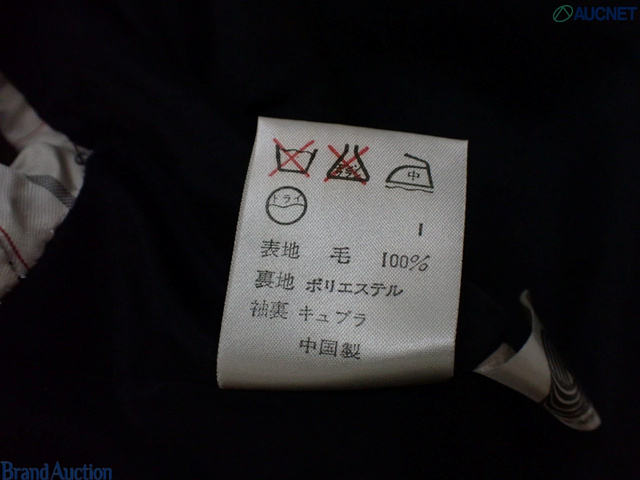 AUCNET
中
ドライ
1
表地 毛 100%
裏地 ポリエステル
袖裏 キュプラ
中国製
Brand Auction